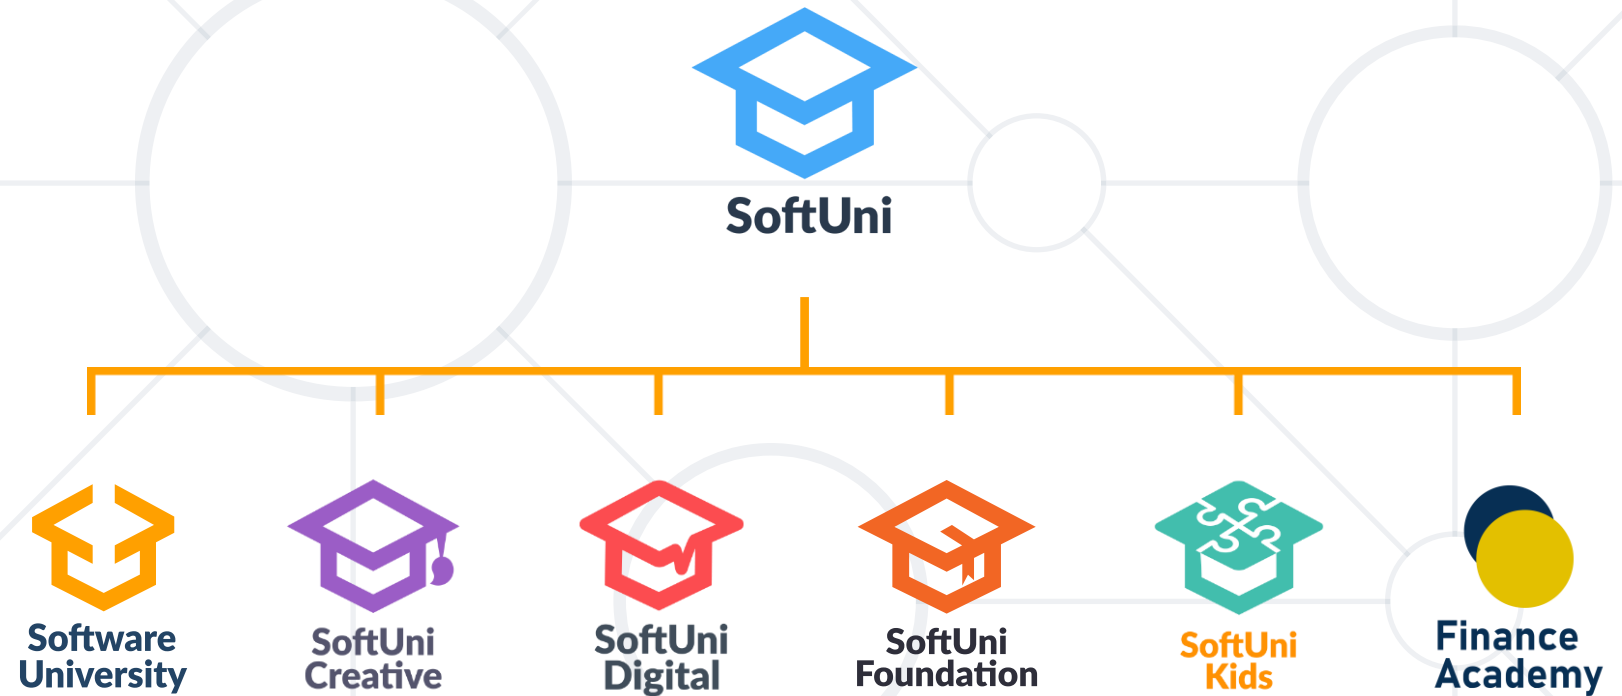 SoftUni
Software
University
SoftUni
Creative
SoftUni
Digital
SoftUni
Foundation
SoftUni
Kids
Finance
Academy